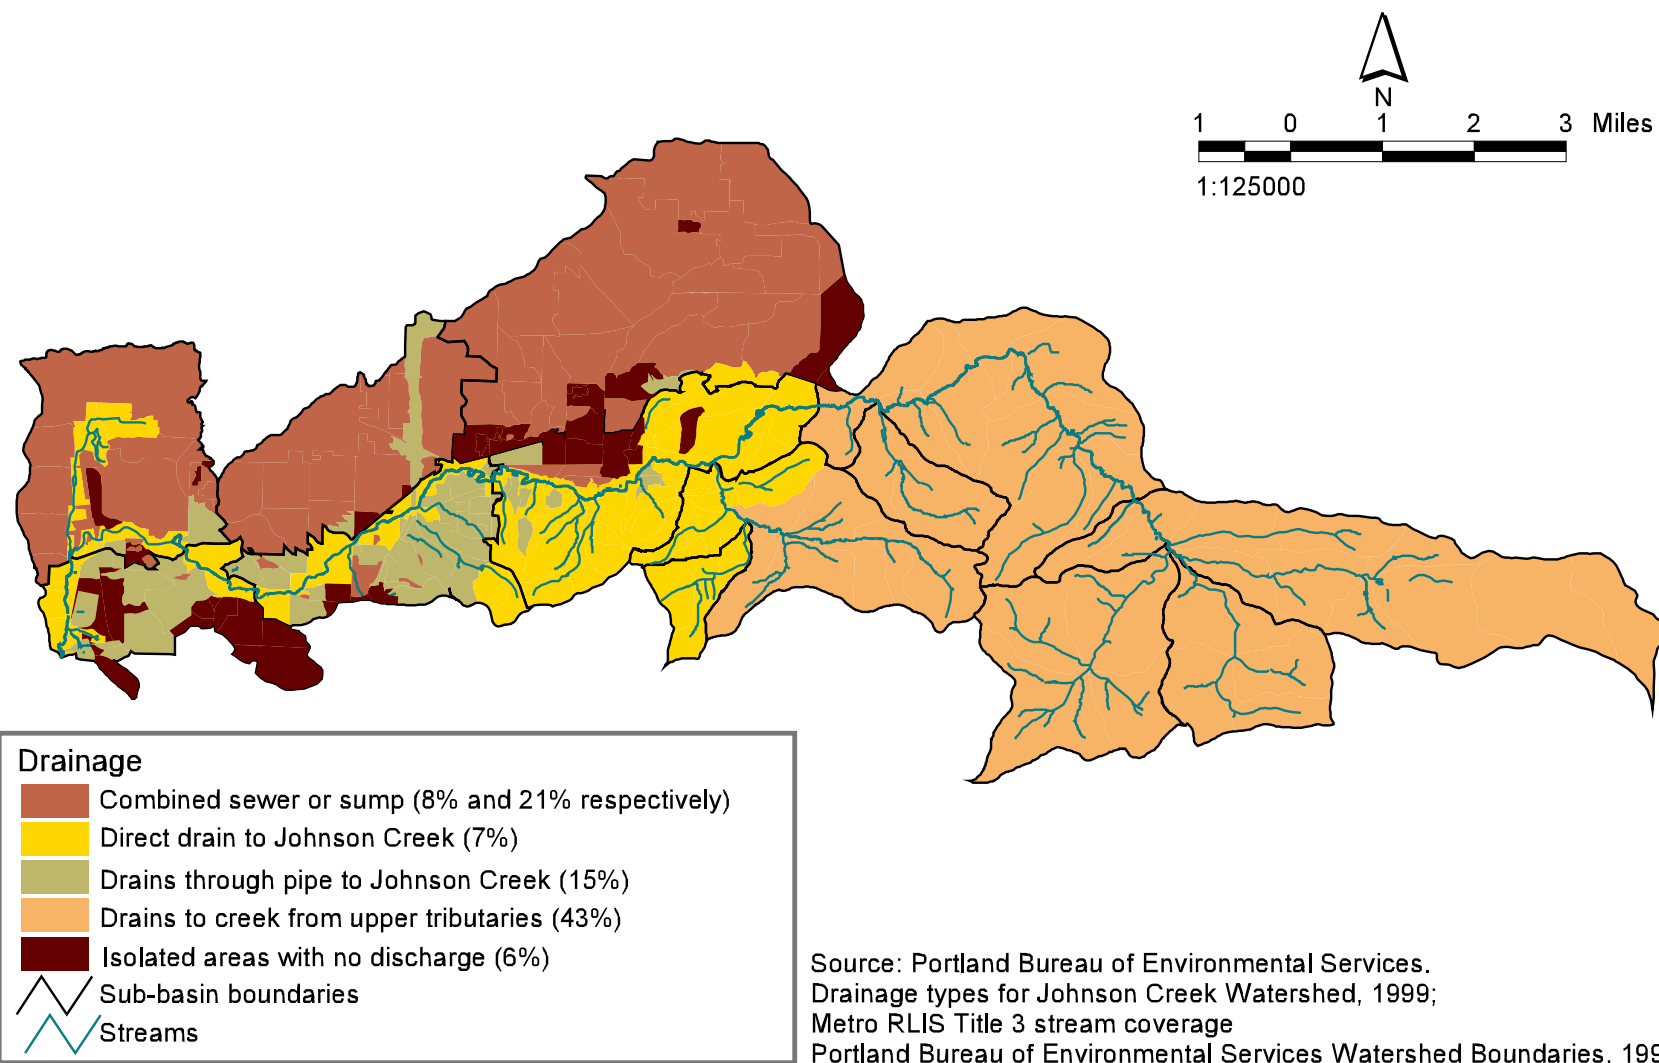 N
1 0 1 2 3 Miles
1:125000
Drainage
Combined sewer or sump (8% and 21% respectively)
Direct drain to Johnson Creek (7%)
Drains through pipe to Johnson Creek (15%)
Drains to creek from upper tributaries (43%)
Isolated areas with no discharge (6%)
Sub-basin boundaries
Streams
Source: Portland Bureau of Environmental Services.
Drainage types for Johnson Creek Watershed, 1999;
Metro RLIS Title 3 stream coverage
Portland Bureau of Environmental Services Watershed Boundaries,